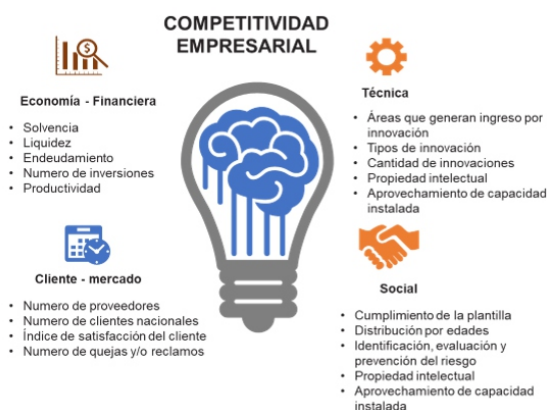 COMPETITIVIDAD
EMPRESARIAL
Economía - Financiera
• Solvencia
• Liquidez
• Endeudamiento
• Numero de inversiones
• Productividad
Técnica
• Áreas que generan ingreso por
innovación
• Tipos de innovación
• Cantidad de innovaciones
• Propiedad intelectual
• Aprovechamiento de capacidad
instalada
Cliente - mercado
• Numero de proveedores
• Numero de clientes nacionales
• Índice de satisfacción del cliente
• Numero de quejas y/o reclamos
Social
• Cumplimiento de la plantilla
• Distribución por edades
• Identificación, evaluación y
prevención del riesgo
• Propiedad intelectual
• Aprovechamiento de capacidad
instalada